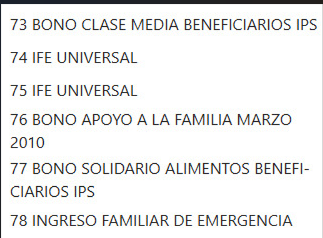 73 BONO CLASE MEDIA BENEFICIARIOS IPS
74 IFE UNIVERSAL
75 IFE UNIVERSAL
76 BONO APOYO A LA FAMILIA MARZO
2010
77 BONO SOLIDARIO ALIMENTOS BENEFI-
CIARIOS IPS
78 INGRESO FAMILIAR DE EMERGENCIA